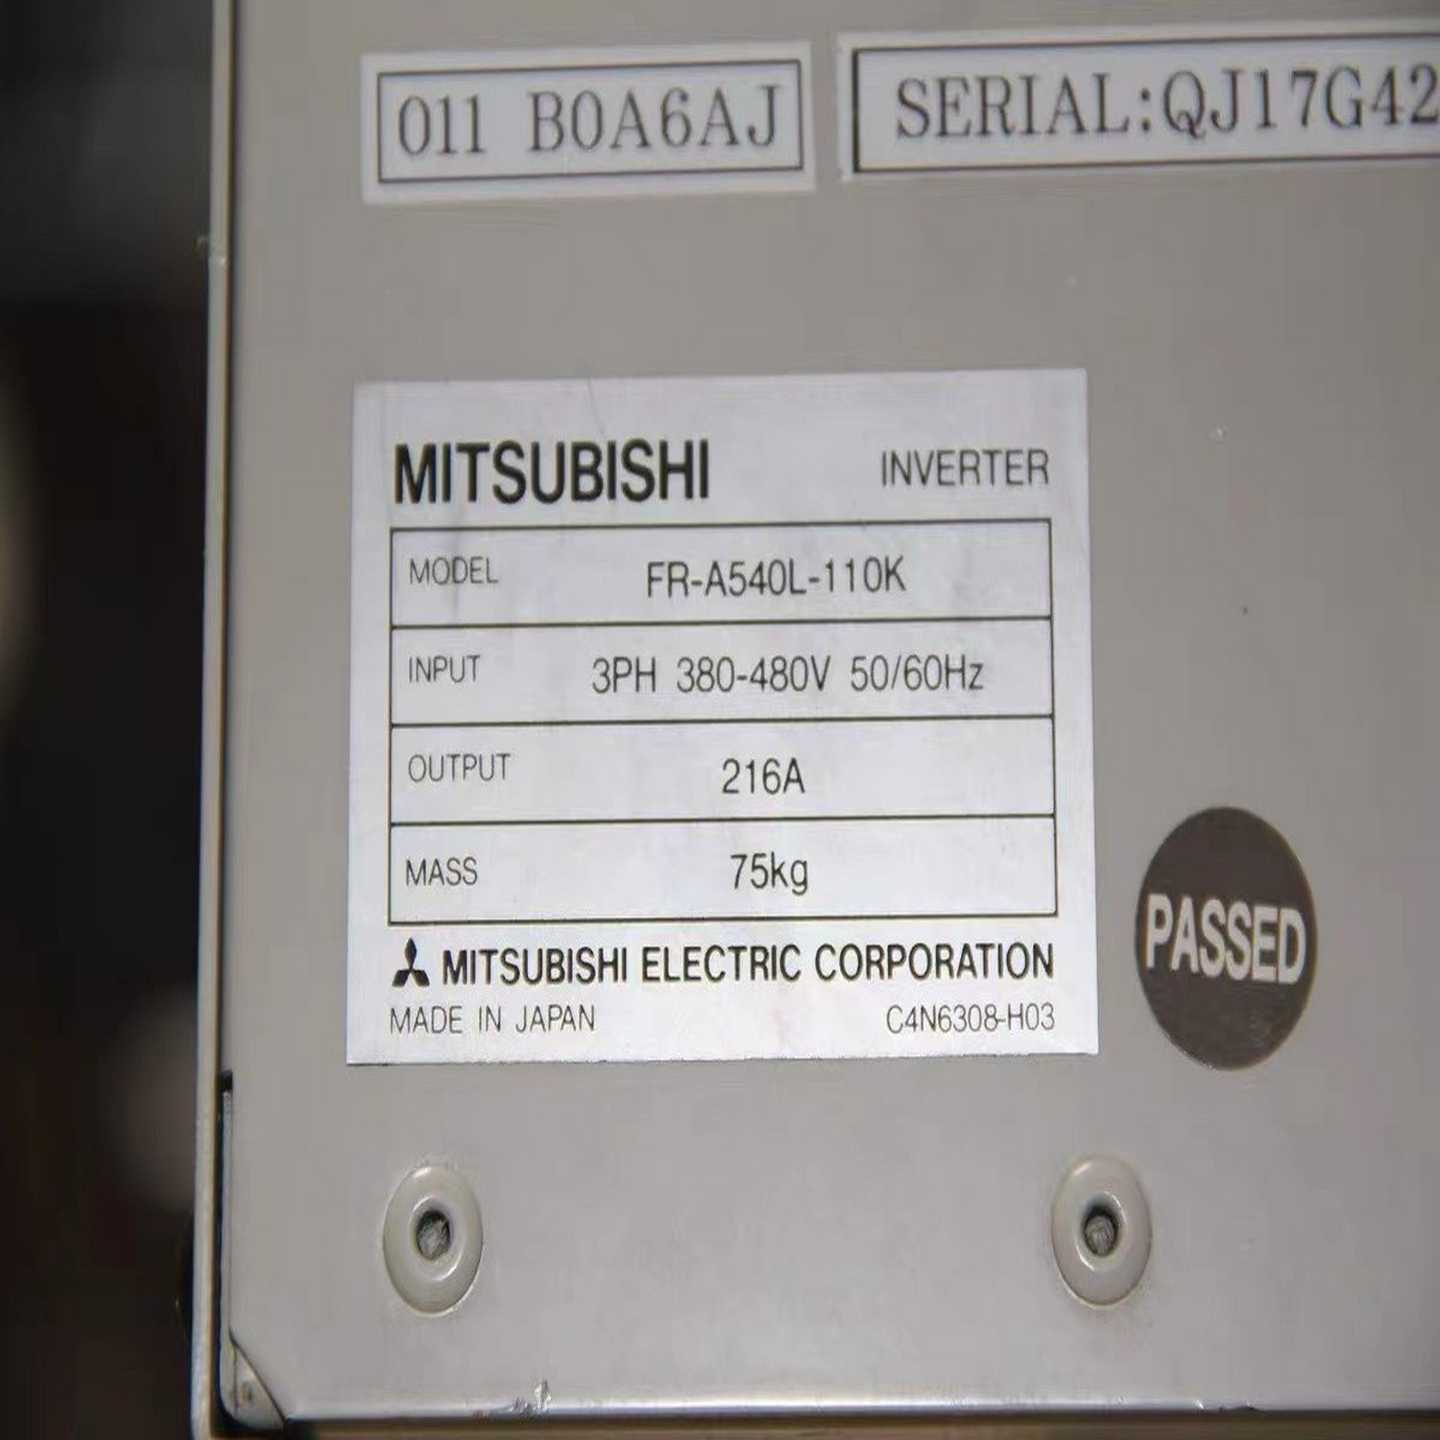 011 B0A6AJ
SERIAL:QJ17G42
MITSUBISHI INVERTER
MODEL FR-A540L-110K
INPUT 3PH 380-480V 50/60Hz
OUTPUT 216A
MASS 75kg
PASSED
MITSUBISHI ELECTRIC CORPORATION
MADE IN JAPAN C4N6308-H03